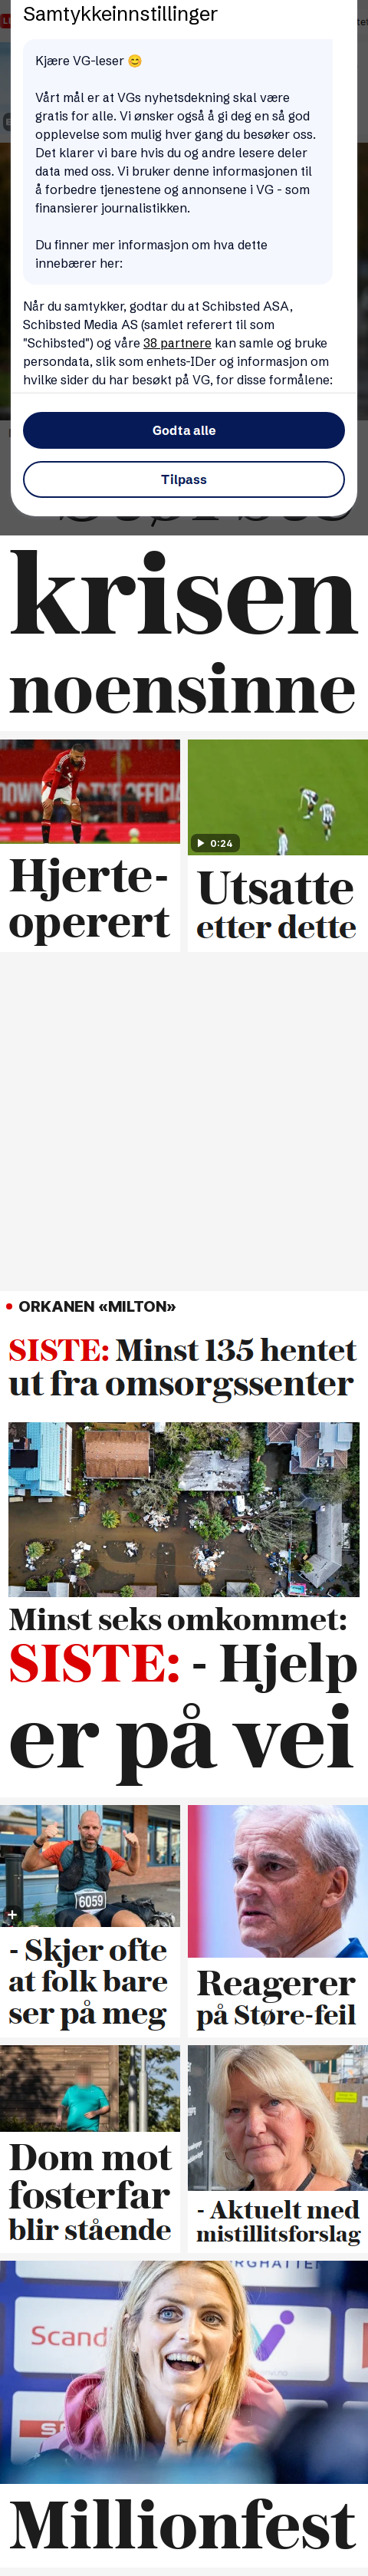 Samtykkeinnstillinger
Kjære VG-leser 😊
Vårt mål er at VGs nyhetsdekning skal være
gratis for alle. Vi ønsker også å gi deg en så god
opplevelse som mulig hver gang du besøker oss.
Det klarer vi bare hvis du og andre lesere deler
data med oss. Vi bruker denne informasjonen til
å forbedre tjenestene og annonsene i VG - som
finansierer journalistikken.
Du finner mer informasjon om hva dette
innebærer her:
Når du samtykker, godtar du at Schibsted ASA,
Schibsted Media AS (samlet referert til som
"Schibsted") og våre 38 partnere kan samle og bruke
persondata, slik som enhets-IDer og informasjon om
hvilke sider du har besøkt på VG, for disse formålene:
Godta alle
Tilpass
krisen
noensinne
0:24
Hjerte-
operert
Utsatte
etter dette
ORKANEN «MILTON»
SISTE: Minst 135 hentet
ut fra omsorgssenter
Minst seks omkommet:
SISTE: - Hjelp
er på vei
6059
- Skjer ofte
at folk bare
ser på meg
Reagerer
på Støre-feil
Dom mot
fosterfar
blir stående
- Aktuelt med
mistillitsforslag
Scandi
Millionfest